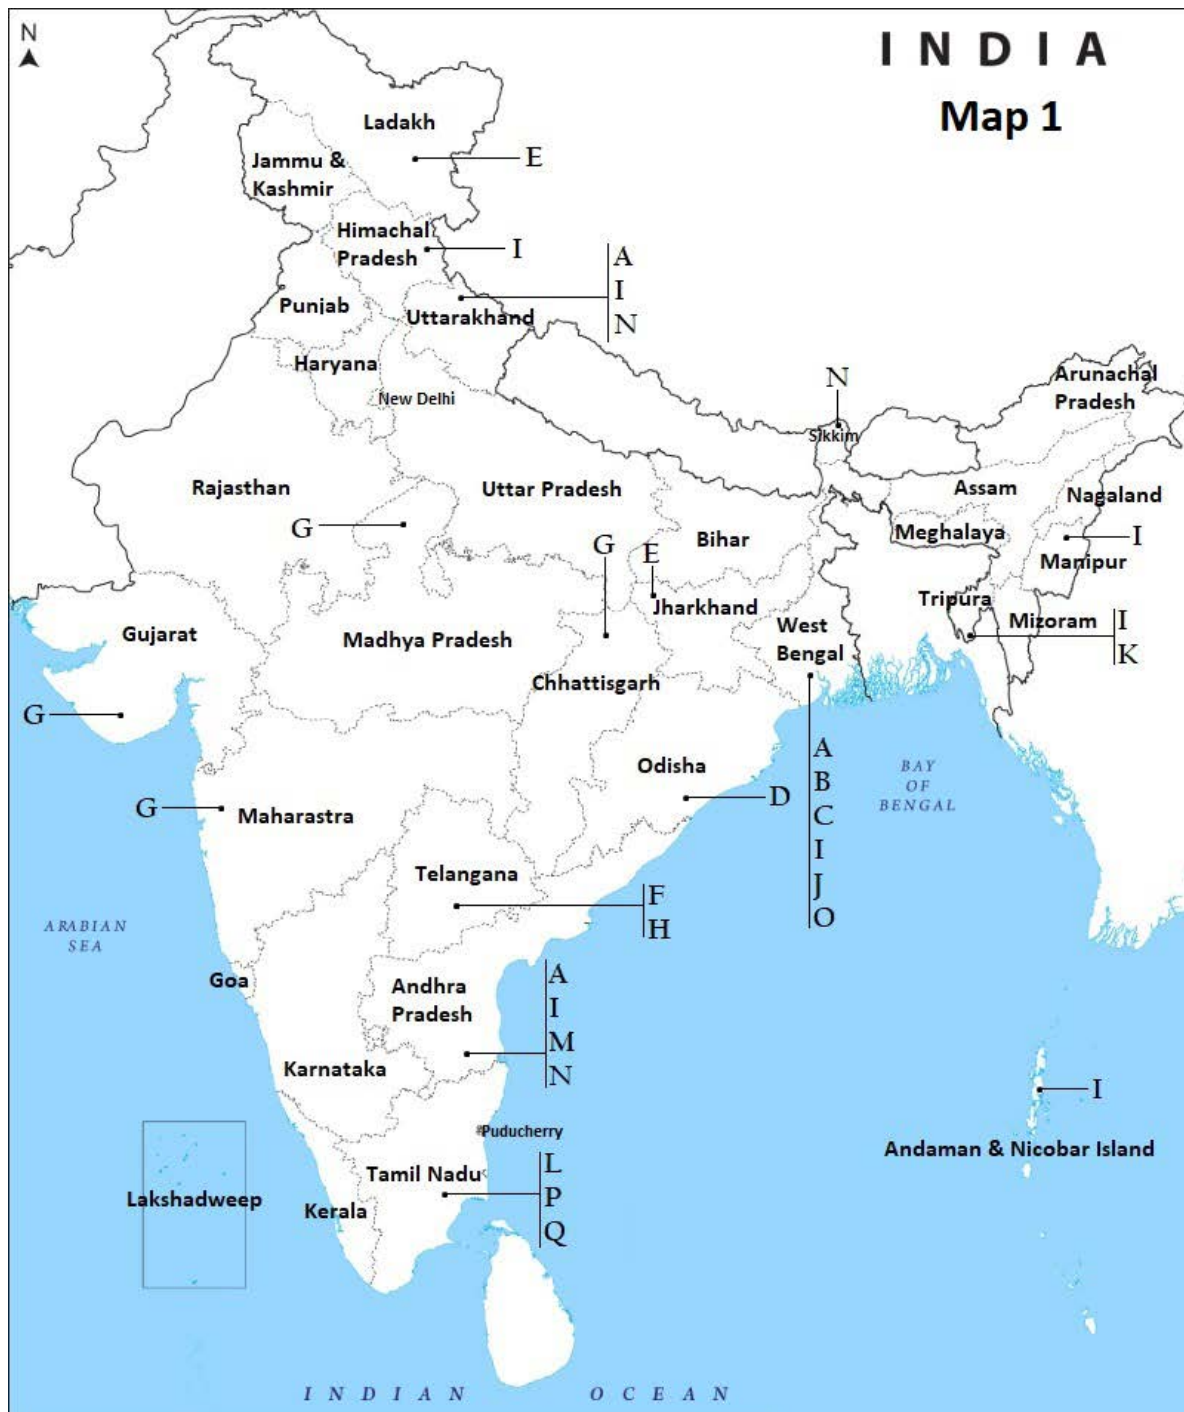 N
INDIA
Map 1
Ladakh
E
Jammu &
Kashmir
Himachal
Pradesh
I
A
I
N
Punjab
Uttarakhand
Haryana
New Delhi
N
Sikkim
Arunachal
Pradesh
Rajasthan
Uttar Pradesh
Assam
Nagaland
G
G
E
Bihar
Meghalaya
I
Manipur
Jharkhand
Tripura
Mizoram
I
K
Gujarat
Madhya Pradesh
West
Bengal
Chhattisgarh
G
Odisha
D
A
B
C
I
J
O
BAY
OF
BENGAL
G
Maharastra
Telangana
F
H
ARABIAN
SEA
Goa
Andhra
Pradesh
A
I
M
N
Karnataka
I
Andaman & Nicobar Island
Puducherry
Tamil Nadu
L
P
Q
Lakshadweep
Kerala
INDIAN OCEAN